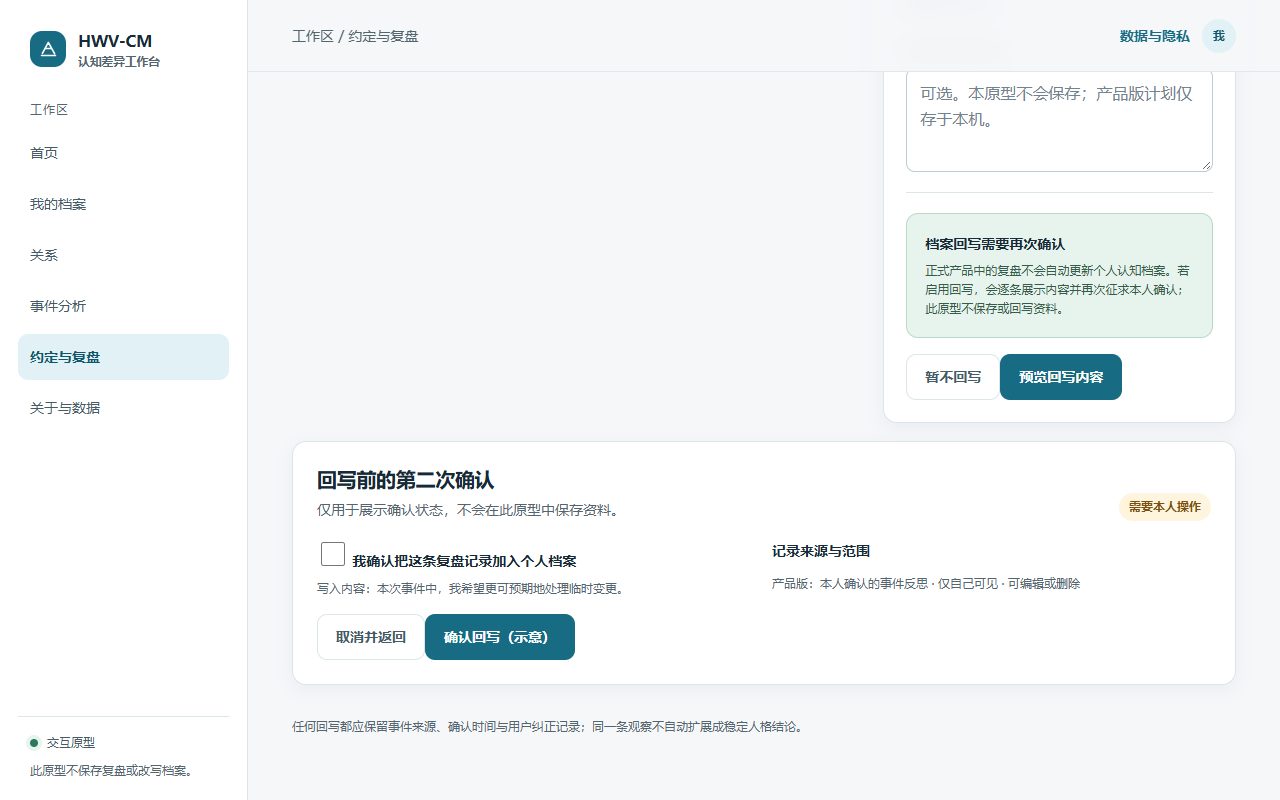 HWV-CM
认知差异工作台
工作区
首页
我的档案
关系
事件分析
约定与复盘
关于与数据
交互原型
此原型不保存复盘或改写档案。
工作区 / 约定与复盘
数据与隐私
我
可选。本原型不会保存；产品版计划仅
存于本机。
档案回写需要再次确认
正式产品中的复盘不会自动更新个人认知档案。若
启用回写，会逐条展示内容并再次征求本人确认；
此原型不保存或回写资料。
暂不回写
预览回写内容
回写前的第二次确认
仅用于展示确认状态，不会在此原型中保存资料。
需要本人操作
我确认把这条复盘记录加入个人档案
写入内容：本次事件中，我希望更可预期地处理临时变更。
取消并返回
确认回写（示意）
记录来源与范围
产品版：本人确认的事件反思 · 仅自己可见 · 可编辑或删除
任何回写都应保留事件来源、确认时间与用户纠正记录；同一条观察不自动扩展成稳定人格结论。